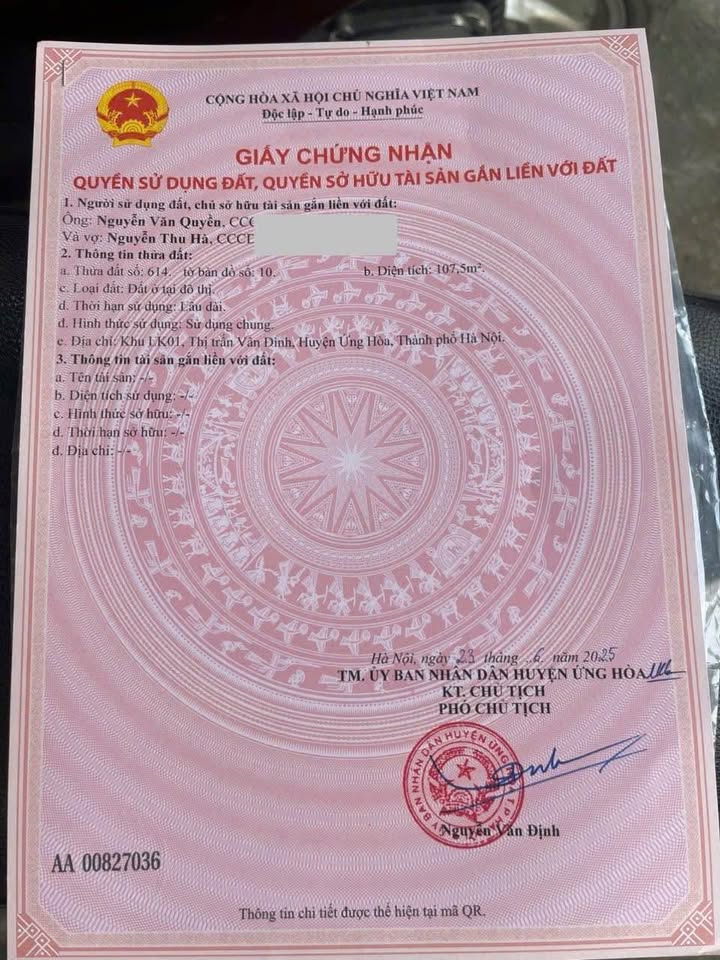 CỘNG HÒA XÃ HỘI CHỦ NGHĨA VIỆT NAM
Độc lập - Tự do - Hạnh phúc
GIẤY CHỨNG NHẬN
QUYỀN SỬ DỤNG ĐẤT, QUYỀN SỞ HỮU TÀI SẢN GẮN LIỀN VỚI ĐẤT
1. Người sử dụng đất, chủ sở hữu tài sản gắn liền với đất:
Ông: Nguyễn Văn Quyền, CCC
Và vợ: Nguyễn Thu Hà, CCCD
2. Thông tin thửa đất:
a. Thửa đất số: 614. tờ bản đồ số: 10. b. Diện tích: 107,5m².
c. Loại đất: Đất ở tại đô thị.
d. Thời hạn sử dụng: Lâu dài.
đ. Hình thức sử dụng: Sử dụng chung.
e. Địa chỉ: Khu LK01, Thị trấn Vân Đình, Huyện Ứng Hòa, Thành phố Hà Nội.
3. Thông tin tài sản gắn liền với đất:
a. Tên tài sản: -/-
b. Diện tích sử dụng: -/-
c. Hình thức sở hữu: -/-
d. Thời hạn sở hữu: -/-
đ. Địa chỉ: -/-
Hà Nội, ngày 23 tháng 6 năm 2025
TM. ỦY BAN NHÂN DÂN HUYỆN ỨNG HÒA
KT. CHỦ TỊCH
PHÓ CHỦ TỊCH
ỦY BAN NHÂN DÂN HUYỆN ỨNG
Nguyễn Văn Định
AA 00827036
Thông tin chi tiết được thể hiện tại mã QR.